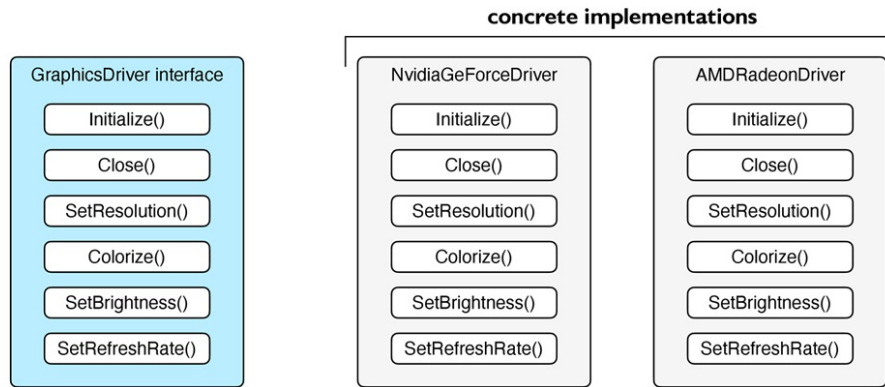 concrete implementations
GraphicsDriver interface
Initialize()
Close()
SetResolution()
Colorize()
SetBrightness()
SetRefreshRate()
NvidiaGeForceDriver
Initialize()
Close()
SetResolution()
Colorize()
SetBrightness()
SetRefreshRate()
AMDRadeonDriver
Initialize()
Close()
SetResolution()
Colorize()
SetBrightness()
SetRefreshRate()